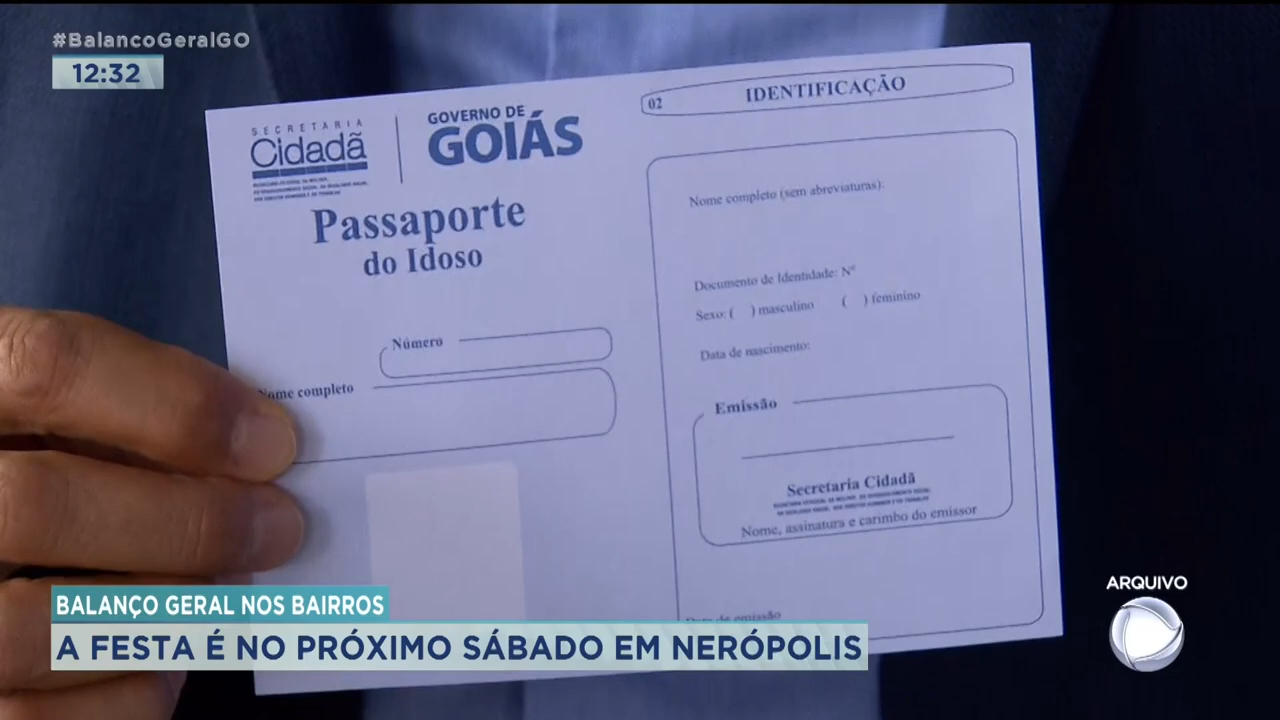 #BalancoGeralGO
12:32
SECRETARIA
Cidadã
GOVERNO DE
GOIÁS
Passaporte
do Idoso
Número
Nome completo
02 IDENTIFICAÇÃO
Nome completo (sem abreviaturas):
Documento de Identidade: Nº
Sexo: ( ) masculino ( ) feminino
Data de nascimento:
Emissão
Secretaria Cidadã
Nome, assinatura e carimbo do emissor
Data de emissão
ARQUIVO
BALANÇO GERAL NOS BAIRROS
A FESTA É NO PRÓXIMO SÁBADO EM NERÓPOLIS